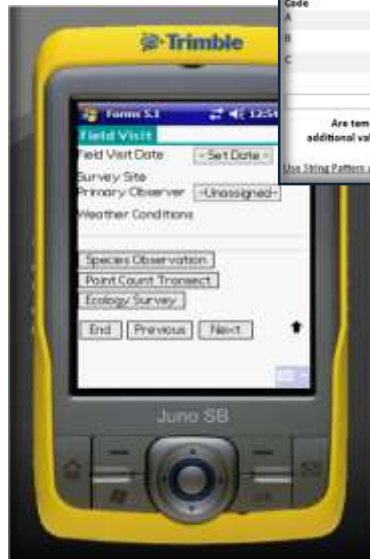 Code
A
B
C
Are tem
additional val
Use String Pattern
Trimble
Forms 5.1 12:54
Field Visit
Field Visit Date - Set Date -
Survey Site
Primary Observer -Unassigned-
Weather Conditions
Species Observation
Point Count Transect
Ecology Survey
End Previous Next
Juno SB